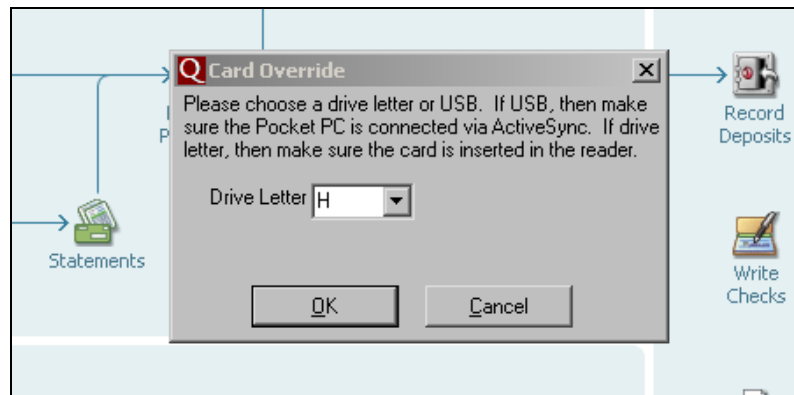 Q Card Override
Please choose a drive letter or USB. If USB, then make
sure the Pocket PC is connected via ActiveSync. If drive
letter, then make sure the card is inserted in the reader.
Drive Letter H
OK
Cancel
P
Statements
Record
Deposits
Write
Checks